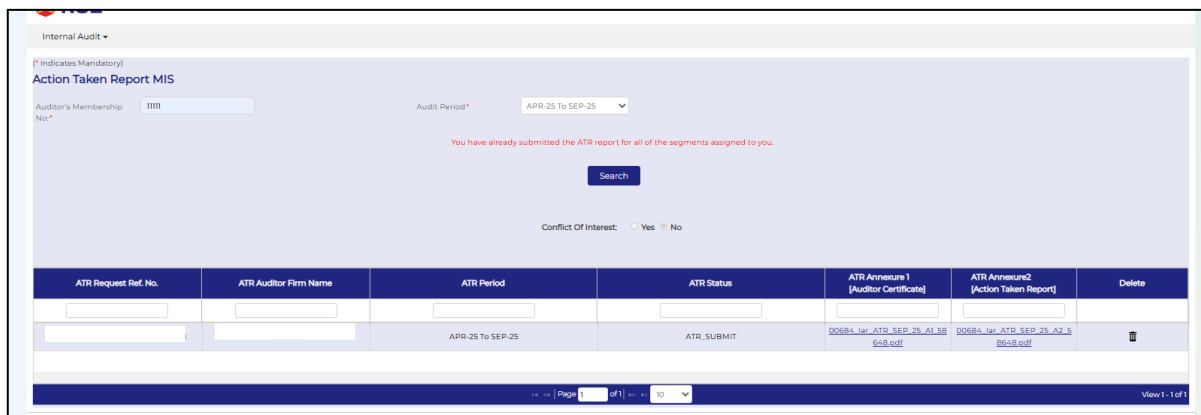 Internal Audit
(* Indicates Mandatory)
Action Taken Report MIS
Auditor's Membership No:* 11111 Audit Period* APR-25 To SEP-25
You have already submitted the ATR report for all of the segments assigned to you.
Search
Conflict Of Interest: Yes No
ATR Request Ref. No. ATR Auditor Firm Name ATR Period ATR Status ATR Annexure 1 [Auditor Certificate] ATR Annexure2 [Action Taken Report] Delete
APR-25 To SEP-25 ATR_SUBMIT 00684_Iar_ATR_SEP_25_A1_58648.pdf 00684_Iar_ATR_SEP_25_A2_58648.pdf
Page 1 of 1 10 View 1 - 1 of 1